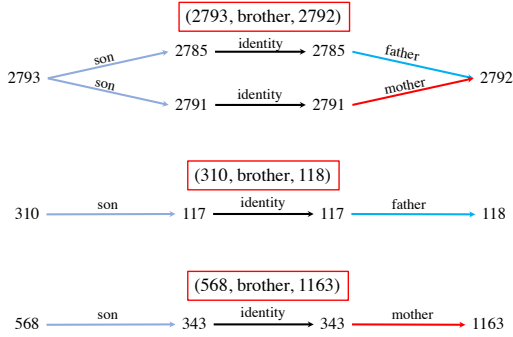 (2793, brother, 2792)
son 2785 identity 2785 father
2793 2792
son 2791 identity 2791 mother
(310, brother, 118)
310 son 117 identity 117 father 118
(568, brother, 1163)
568 son 343 identity 343 mother 1163